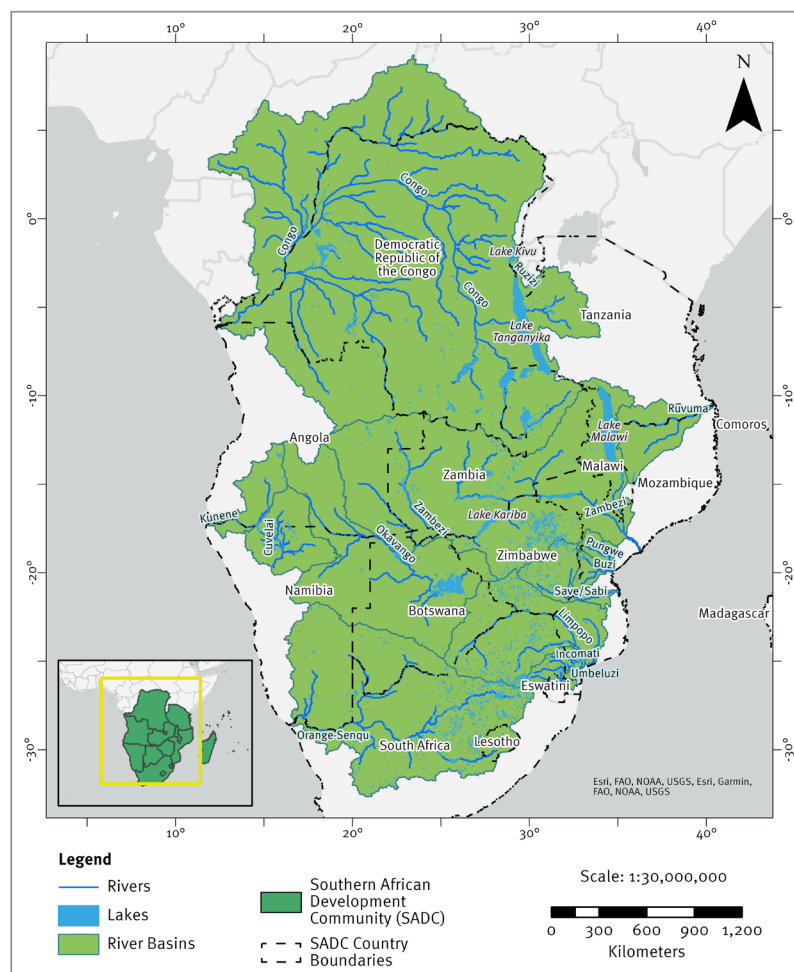 10°
20°
30°
40°
N
0°
10°
20°
30°
Congo
Congo
Democratic
Republic of
the Congo
Lake Kivu
Ruzizi
Congo
Tanzania
Lake
Tanganyika
Ruvuma
Comoros
Lake
Malawi
Angola
Malawi
Zambia
Mozambique
Kunene
Cuvelai
Zambezi
Lake Kariba
Zambezi
Okavango
Pungwe
Buzi
Zimbabwe
Namibia
Save/Sabi
Botswana
Limpopo
Madagascar
Incomati
Umbeluzi
Eswatini
Orange-Senqu
South Africa
Lesotho
Esri, FAO, NOAA, USGS, Esri, Garmin,
FAO, NOAA, USGS
10°
20°
30°
40°
Legend
Rivers
Lakes
River Basins
Southern African
Development
Community (SADC)
SADC Country
Boundaries
Scale: 1:30,000,000
0 300 600 900 1,200
Kilometers